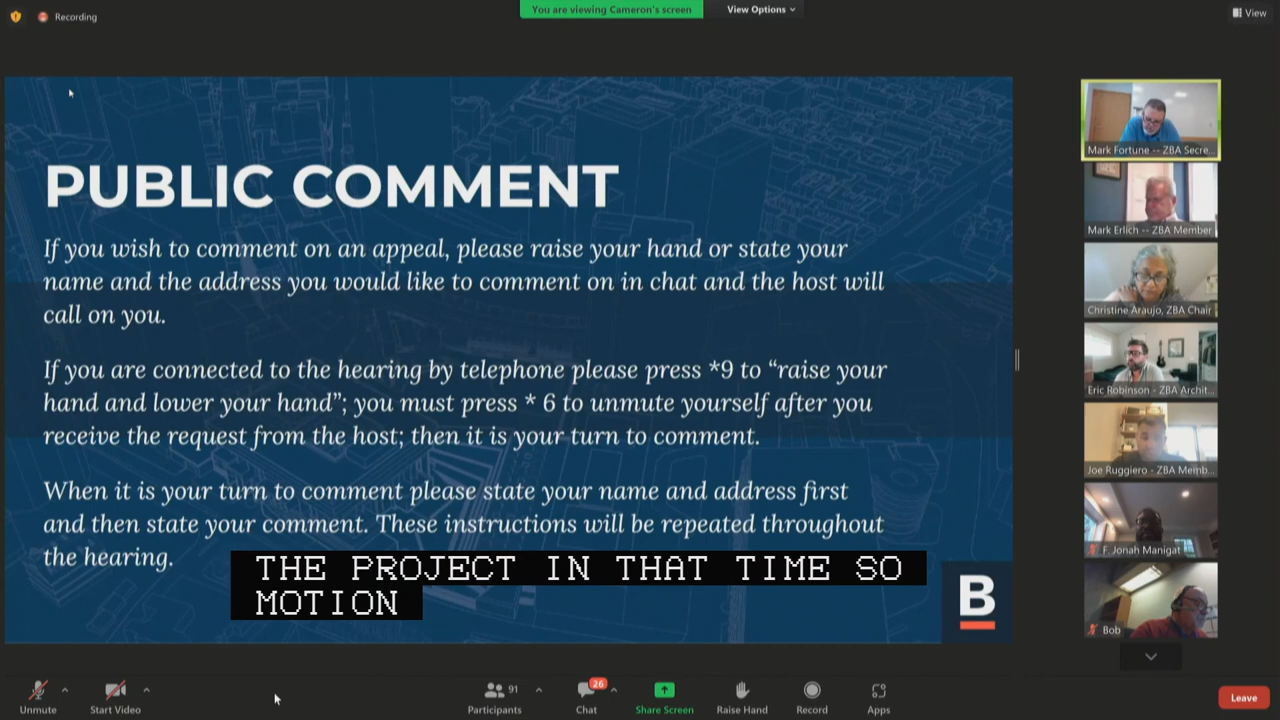 Recording
You are viewing Cameron's screen
View Options
View
PUBLIC COMMENT
If you wish to comment on an appeal, please raise your hand or state your
name and the address you would like to comment on in chat and the host will
call on you.
If you are connected to the hearing by telephone please press *9 to “raise your
hand and lower your hand”; you must press * 6 to unmute yourself after you
receive the request from the host; then it is your turn to comment.
When it is your turn to comment please state your name and address first
and then state your comment. These instructions will be repeated throughout
the hearing.
THE PROJECT IN THAT TIME SO
MOTION
B
Mark Fortune -- ZBA Secre...
Mark Erlich -- ZBA Member
Christine Araujo, ZBA Chair
Eric Robinson - ZBA Archit...
Joe Ruggiero - ZBA Memb...
F. Jonah Manigat
Bob
Unmute
Start Video
91
Participants
26
Chat
Share Screen
Raise Hand
Record
Apps
Leave